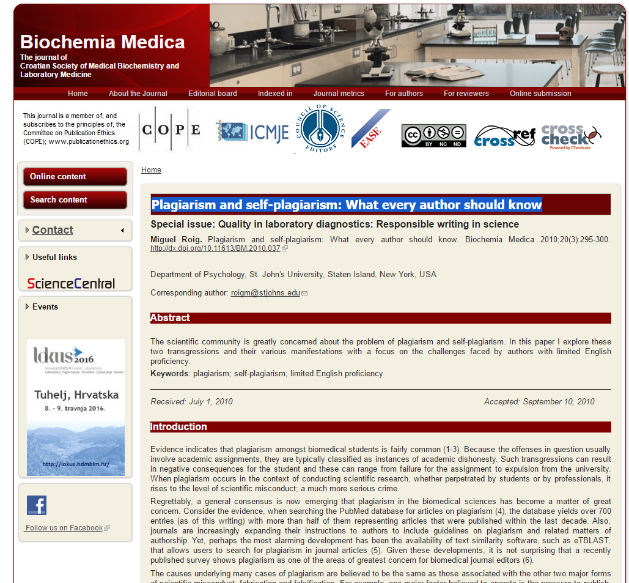 Biochemia Medica
The journal of
Croatian Society of Medical Biochemistry and
Laboratory Medicine
Home About the Journal Editorial board Indexed in Journal metrics For authors For reviewers Online submission
This journal is a member of, and
subscribes to the principles of, the
Committee on Publication Ethics
(COPE); www.publicationethics.org
C O P E
ICMJE
COUNCIL OF SCIENCE
EDITORS
EASE
CC BY NC ND
crossref
cross
check
Powered by iThenticate
Online content
Search content
Contact
Useful links
ScienceCentral
Events
lokus 2016
Tuhelj, Hrvatska
8. - 9. travnja 2016.
http://lokus.hdmblm.hr/
Follow us on Facebook
Home
Plagiarism and self-plagiarism: What every author should know
Special issue: Quality in laboratory diagnostics: Responsible writing in science
Miguel Roig. Plagiarism and self-plagiarism: What every author should know. Biochemia Medica 2010;20(3):295-300.
http://dx.doi.org/10.11613/BM.2010.037
Department of Psychology, St. John's University, Staten Island, New York, USA
Corresponding author: roigm@stjohns.edu
Abstract
The scientific community is greatly concerned about the problem of plagiarism and self-plagiarism. In this paper I explore these
two transgressions and their various manifestations with a focus on the challenges faced by authors with limited English
proficiency.
Keywords: plagiarism; self-plagiarism; limited English proficiency
Received: July 1, 2010 Accepted: September 10, 2010
Introduction
Evidence indicates that plagiarism amongst biomedical students is fairly common (1-3). Because the offenses in question usually
involve academic assignments, they are typically classified as instances of academic dishonesty. Such transgressions can result
in negative consequences for the student and these can range from failure for the assignment to expulsion from the university.
When plagiarism occurs in the context of conducting scientific research, whether perpetrated by students or by professionals, it
rises to the level of scientific misconduct; a much more serious crime.
Regrettably, a general consensus is now emerging that plagiarism in the biomedical sciences has become a matter of great
concern. Consider the evidence, when searching the PubMed database for articles on plagiarism (4), the database yields over 700
entries (as of this writing) with more than half of them representing articles that were published within the last decade. Also,
journals are increasingly expanding their instructions to authors to include guidelines on plagiarism and related matters of
authorship. Yet, perhaps the most alarming development has been the availability of text similarity software, such as eTBLAST,
that allows users to search for plagiarism in journal articles (5). Given these developments, it is not surprising that a recently
published survey shows plagiarism as one of the areas of greatest concern for biomedical journal editors (6).
The causes underlying many cases of plagiarism are believed to be the same as those associated with the other two major forms